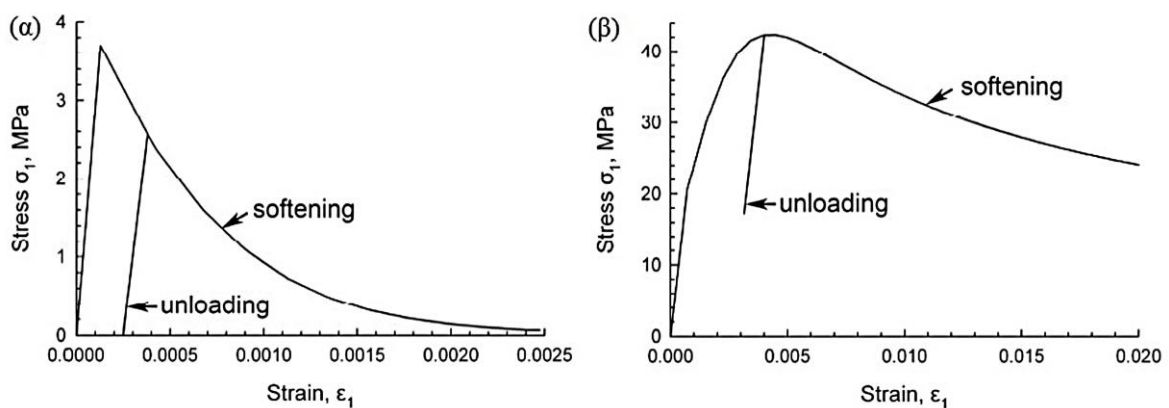 (α)
Stress σ1, MPa
4
3
2
1
0
softening
unloading
0.0000 0.0005 0.0010 0.0015 0.0020 0.0025
Strain, ε1
(β)
Stress σ1, MPa
40
30
20
10
0
softening
unloading
0.000 0.005 0.010 0.015 0.020
Strain, ε1